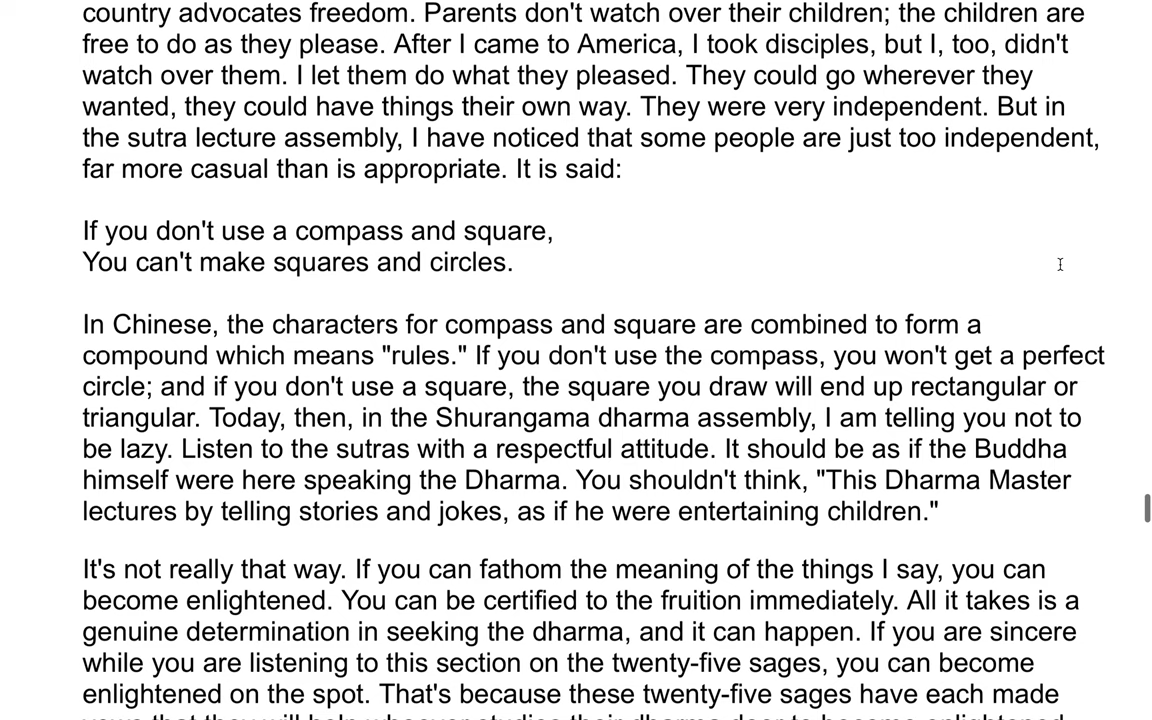 country advocates freedom. Parents don't watch over their children; the children are
free to do as they please. After I came to America, I took disciples, but I, too, didn't
watch over them. I let them do what they pleased. They could go wherever they
wanted, they could have things their own way. They were very independent. But in
the sutra lecture assembly, I have noticed that some people are just too independent,
far more casual than is appropriate. It is said:
If you don't use a compass and square,
You can't make squares and circles.
In Chinese, the characters for compass and square are combined to form a
compound which means "rules." If you don't use the compass, you won't get a perfect
circle; and if you don't use a square, the square you draw will end up rectangular or
triangular. Today, then, in the Shurangama dharma assembly, I am telling you not to
be lazy. Listen to the sutras with a respectful attitude. It should be as if the Buddha
himself were here speaking the Dharma. You shouldn't think, "This Dharma Master
lectures by telling stories and jokes, as if he were entertaining children."
It's not really that way. If you can fathom the meaning of the things I say, you can
become enlightened. You can be certified to the fruition immediately. All it takes is a
genuine determination in seeking the dharma, and it can happen. If you are sincere
while you are listening to this section on the twenty-five sages, you can become
enlightened on the spot. That's because these twenty-five sages have each made
vows that they will help whoever studies their dharma door to become enlightened